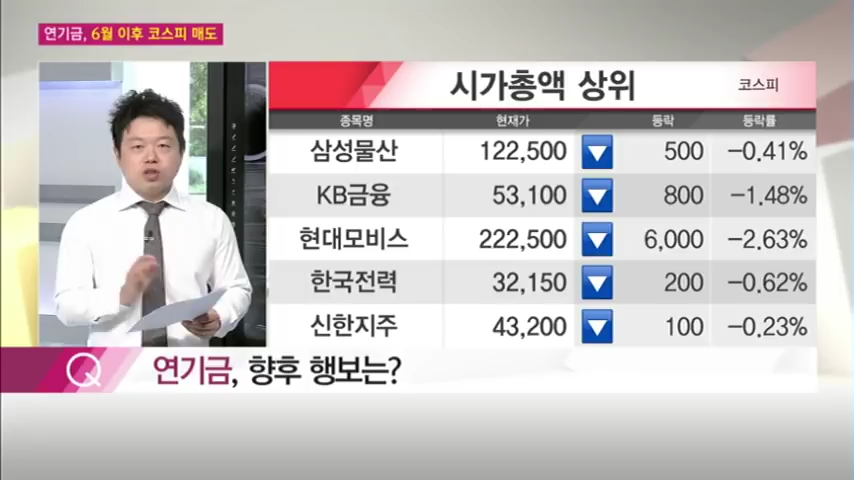 연기금, 6월 이후 코스피 매도
시가총액 상위 코스피
종목명 현재가 등락 등락률
삼성물산 122,500 ▼ 500 -0.41%
KB금융 53,100 ▼ 800 -1.48%
현대모비스 222,500 ▼ 6,000 -2.63%
한국전력 32,150 ▼ 200 -0.62%
신한지주 43,200 ▼ 100 -0.23%
Q 연기금, 향후 행보는?